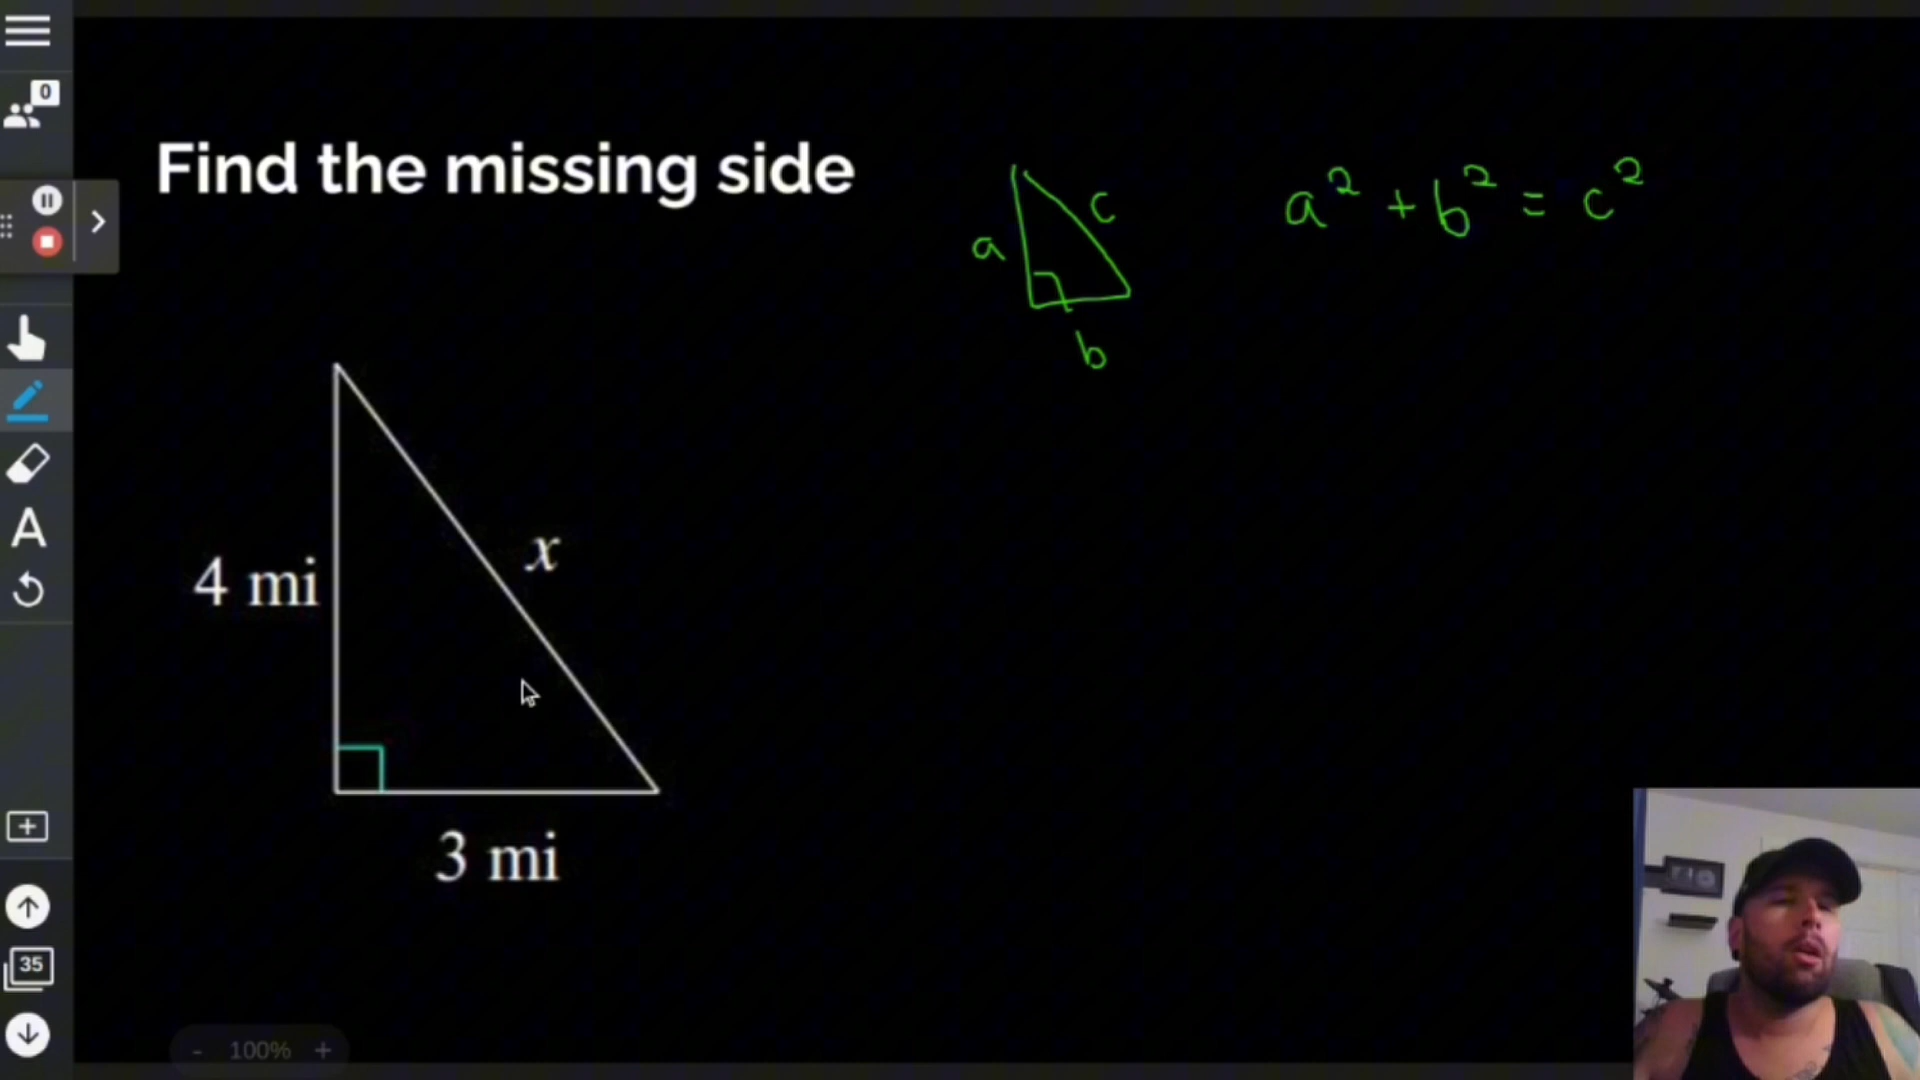 0
Find the missing side
a
c
b
a² + b² = c²
4 mi
x
3 mi
A
35
- 100% +